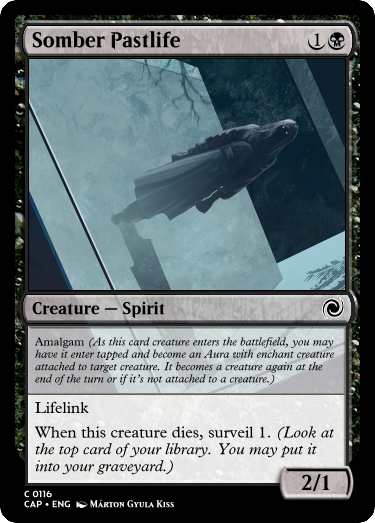 Somber Pastlife 1
Creature — Spirit
Amalgam (As this card creature enters the battlefield, you may
have it enter tapped and become an Aura with enchant creature
attached to target creature. It becomes a creature again at the
end of the turn or if it's not attached to a creature.)
Lifelink
When this creature dies, surveil 1. (Look at
the top card of your library. You may put it
into your graveyard.)
2/1
C 0116
CAP • ENG Márton Gyula Kiss